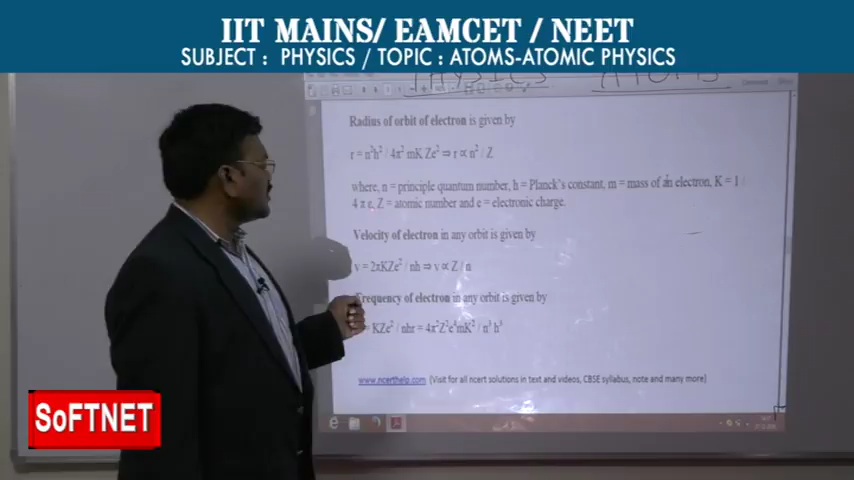 IIT MAINS/ EAMCET / NEET
SUBJECT : PHYSICS / TOPIC : ATOMS-ATOMIC PHYSICS
PHYSICS ATOMS
Radius of orbit of electron is given by
r = n²h² / 4π² mK Ze² ⇒ r ∝ n² / Z
where, n = principle quantum number, h = Planck's constant, m = mass of an electron, K = 1 /
4 π ε, Z = atomic number and e = electronic charge.
Velocity of electron in any orbit is given by
v = 2πKZe² / nh ⇒ v ∝ Z / n
Frequency of electron in any orbit is given by
= KZe² / nhr = 4π²Z²e⁴mK² / n³ h³
www.ncerthelp.com (Visit for all ncert solutions in text and videos, CBSE syllabus, note and many more)
SoFTNET